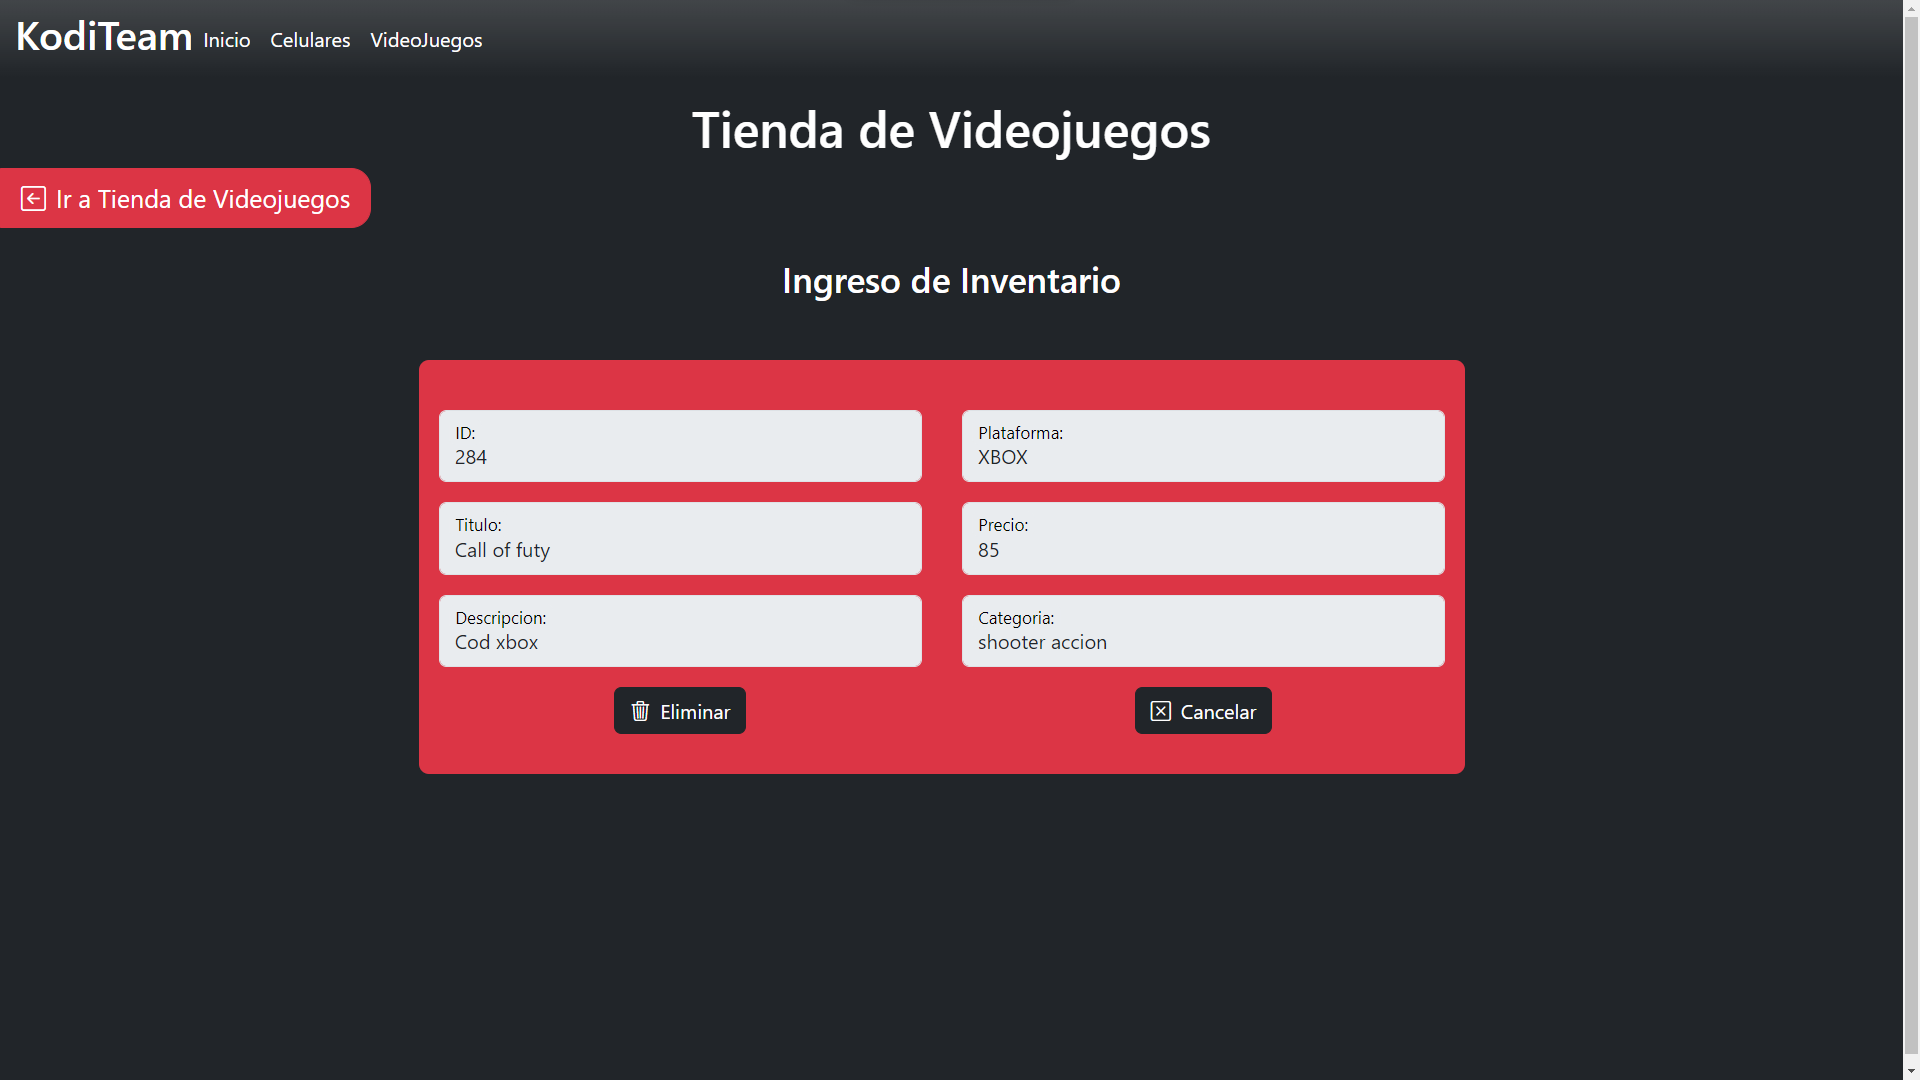 KodiTeam Inicio Celulares VideoJuegos
Tienda de Videojuegos
Ir a Tienda de Videojuegos
Ingreso de Inventario
ID:
284
Plataforma:
XBOX
Titulo:
Call of futy
Precio:
85
Descripcion:
Cod xbox
Categoria:
shooter accion
Eliminar
Cancelar